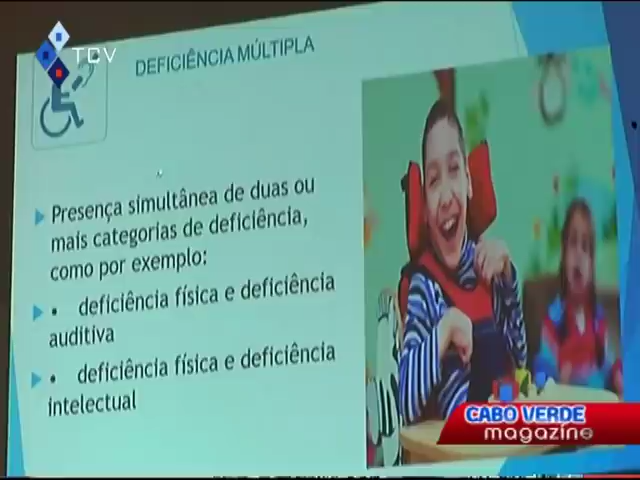 TCV
DEFICIÊNCIA MÚLTIPLA
Presença simultânea de duas ou
mais categorias de deficiência,
como por exemplo:
• deficiência física e deficiência
auditiva
• deficiência física e deficiência
intelectual
CABO VERDE
magazine